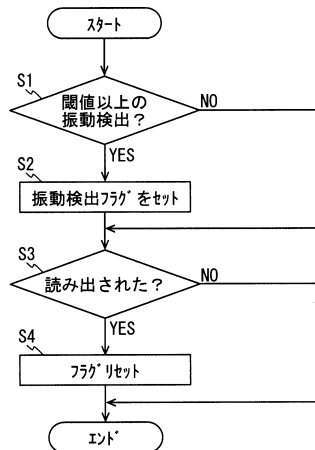 ｽﾀｰﾄ
S1
閾値以上の
振動検出？
NO
YES
S2
振動検出ﾌﾗｸﾞをセット
S3
読み出された？
NO
YES
S4
ﾌﾗｸﾞﾘセット
ｴﾝﾄﾞ